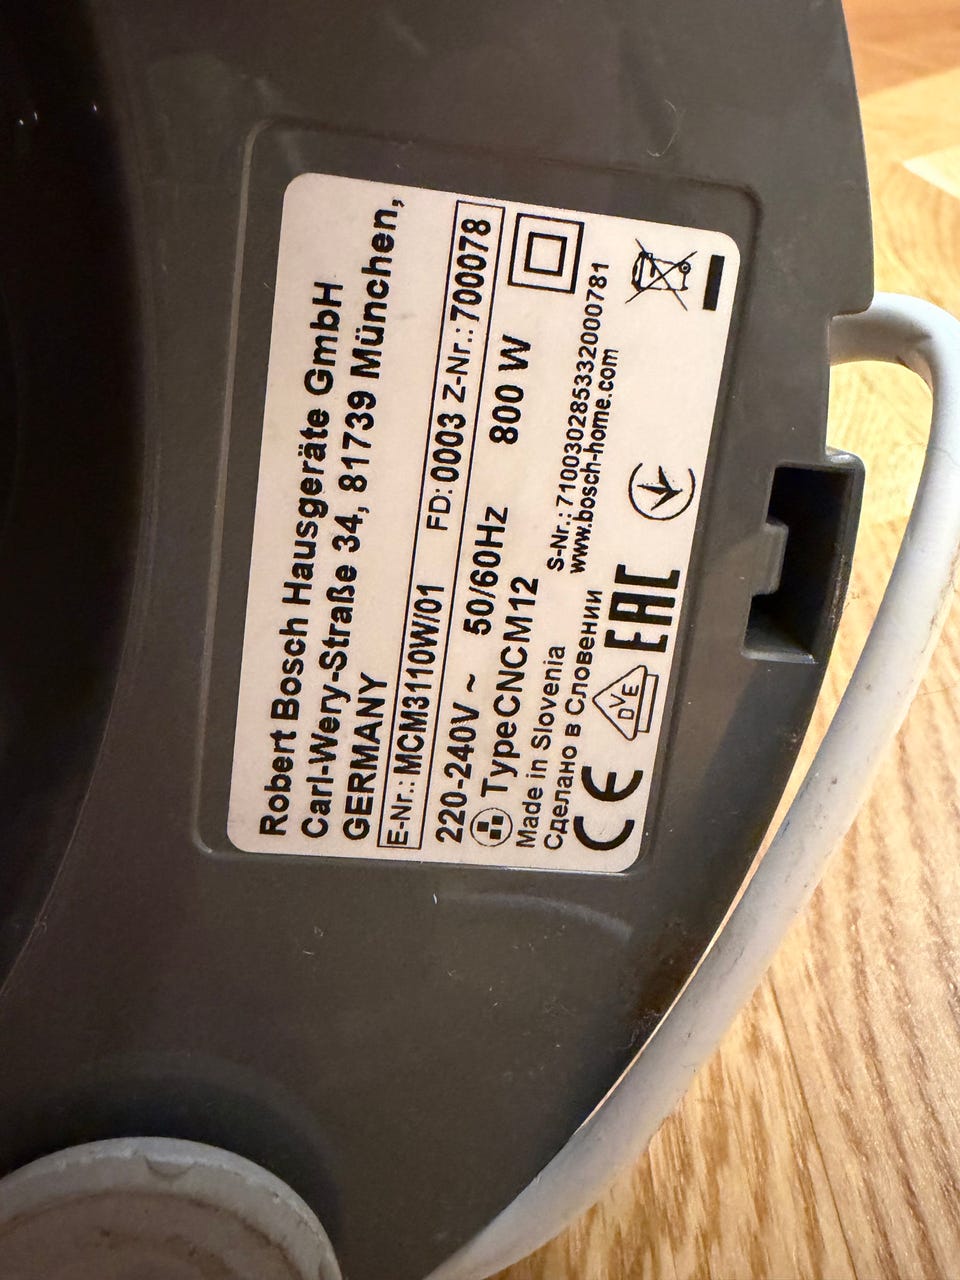 Robert Bosch Hausgeräte GmbH
Carl-Wery-Straße 34, 81739 München,
GERMANY
E-Nr.: MCM3110W/01 FD: 0003 Z-Nr.: 700078
220-240V ~ 50/60Hz 800 W
Type CNCM12
Made in Slovenia S-Nr.: 710030285332000781
Сделано в Словении www.bosch-home.com
CE DVE EAC